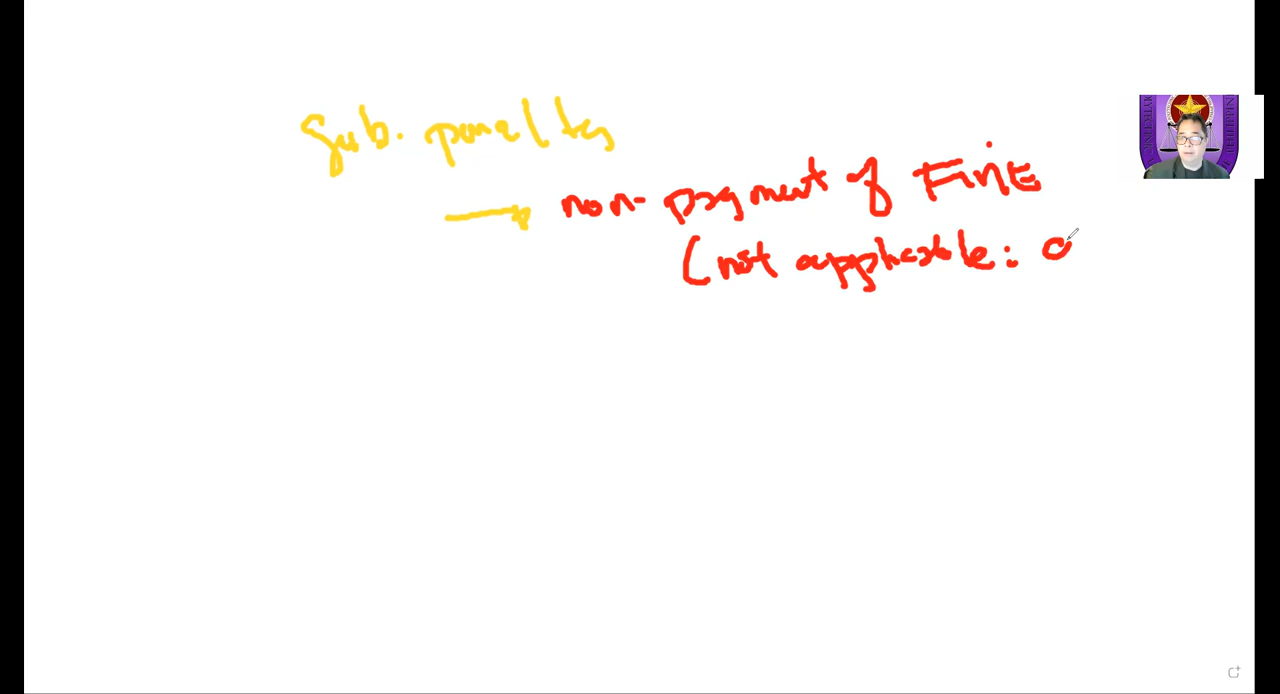 Sub. penalty
→ non-payment of Fine
(not applicable: o